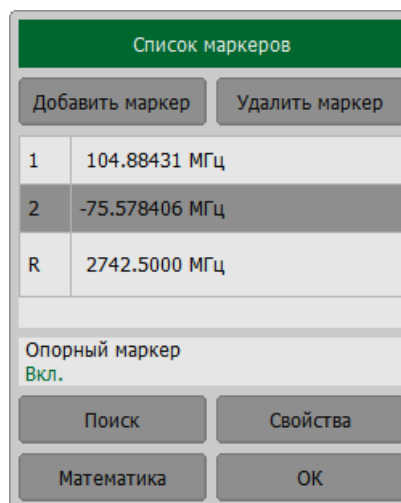 Список маркеров
Добавить маркер Удалить маркер
1 104.88431 МГц
2 -75.578406 МГц
R 2742.5000 МГц
Опорный маркер
Вкл.
Поиск Свойства
Математика ОК